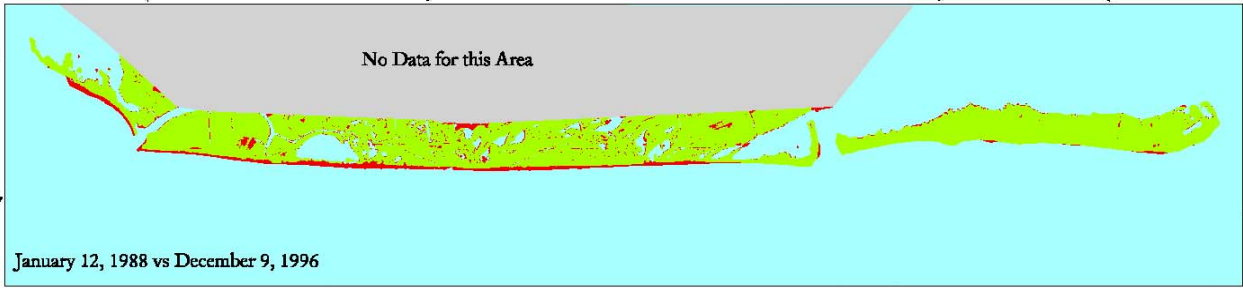 No Data for this Area
January 12, 1988 vs December 9, 1996